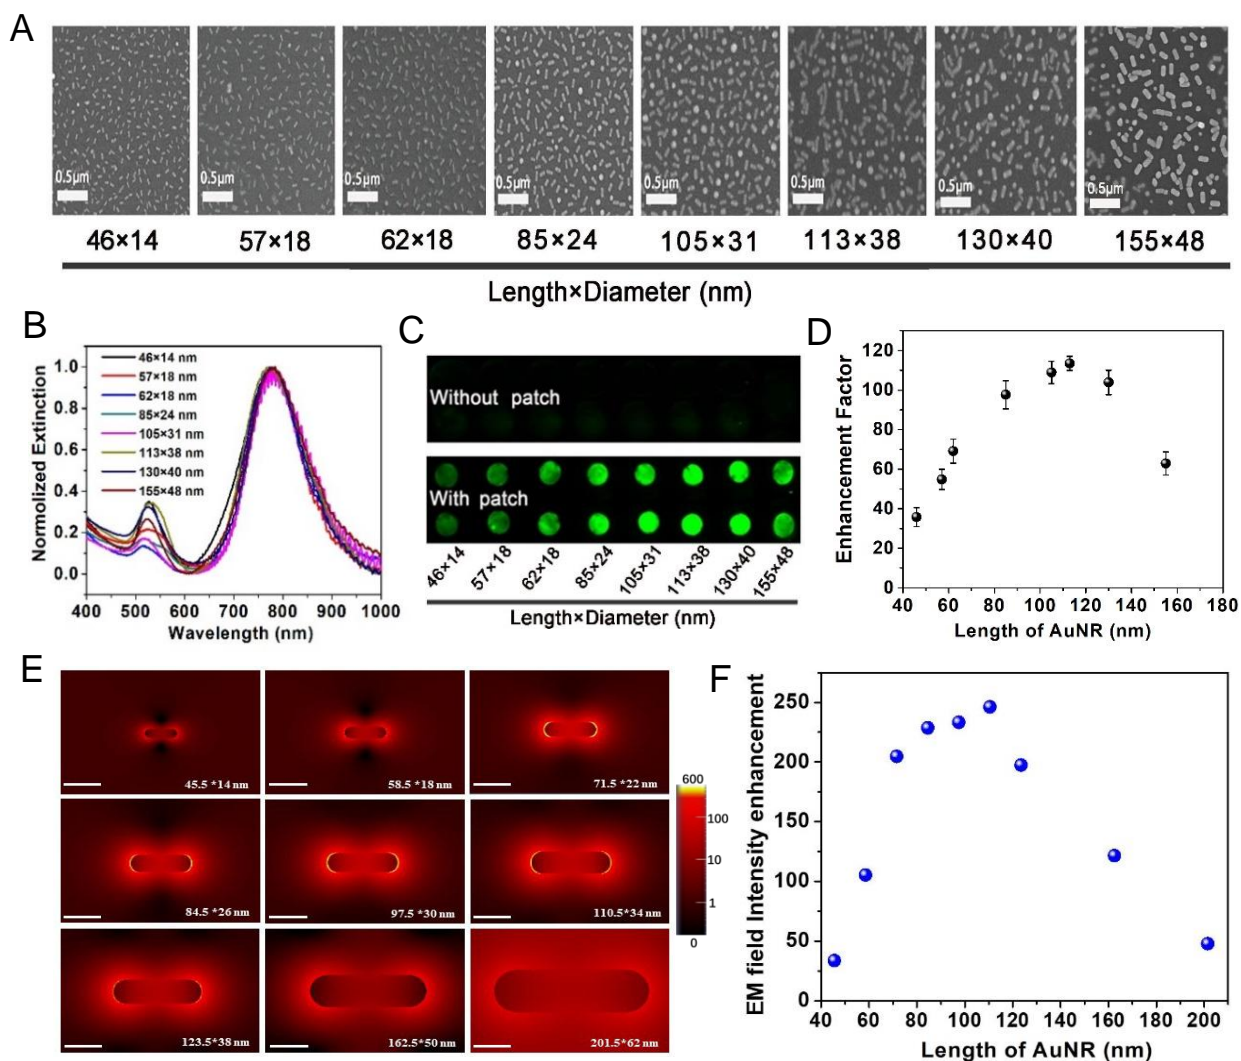 A
0.5μm 0.5μm 0.5μm 0.5μm 0.5μm 0.5μm 0.5μm 0.5μm
46×14 57×18 62×18 85×24 105×31 113×38 130×40 155×48
Length×Diameter (nm)
B
Normolized Extinction
1.0
0.8
0.6
0.4
0.2
0.0
46×14 nm
57×18 nm
62×18 nm
85×24 nm
105×31 nm
113×38 nm
130×40 nm
155×48 nm
400 500 600 700 800 900 1000
Wavelength (nm)
C
Without patch
With patch
46×14 57×18 62×18 85×24 105×31 113×38 130×40 155×48
Length×Diameter (nm)
D
Enhancement Factor
120
100
80
60
40
20
0
40 60 80 100 120 140 160 180
Length of AuNR (nm)
E
45.5 *14 nm 58.5 *18 nm 71.5 *22 nm
84.5 *26 nm 97.5 *30 nm 110.5*34 nm
123.5*38 nm 162.5*50 nm 201.5*62 nm
600
100
10
1
0
F
EM field Intensity enhancement
250
200
150
100
50
0
40 60 80 100 120 140 160 180 200
Length of AuNR (nm)